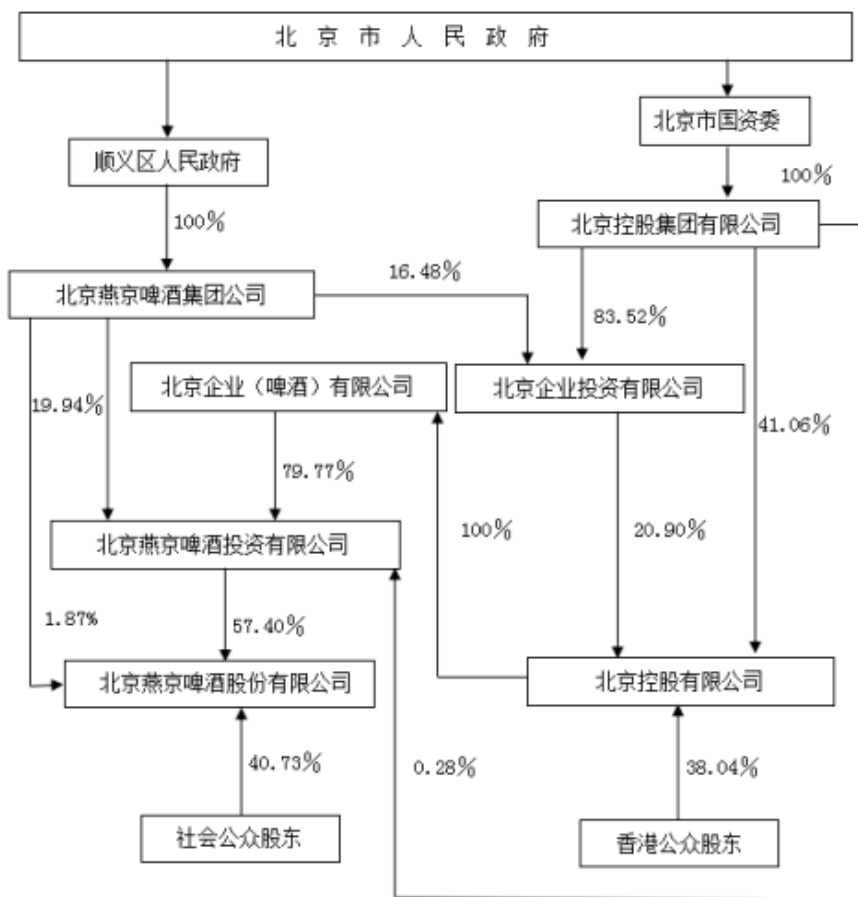 北京市人民政府
北京市国资委
顺义区人民政府
100%
100%
北京控股集团有限公司
16.48%
北京燕京啤酒集团公司
83.52%
北京企业（啤酒）有限公司
北京企业投资有限公司
19.94%
41.06%
79.77%
100%
20.90%
北京燕京啤酒投资有限公司
1.87%
57.40%
北京燕京啤酒股份有限公司
北京控股有限公司
40.73%
0.28%
38.04%
社会公众股东
香港公众股东